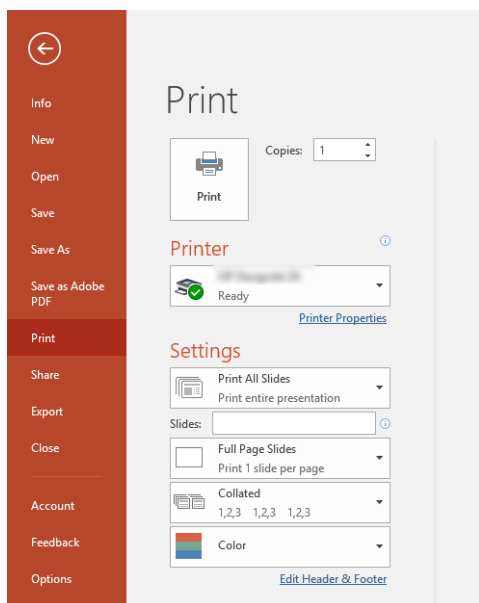 Info
New
Open
Save
Save As
Save as Adobe
PDF
Print
Share
Export
Close
Account
Feedback
Options
Print
Copies: 1
Print
Printer
Ready
Printer Properties
Settings
Print All Slides
Print entire presentation
Slides:
Full Page Slides
Print 1 slide per page
Collated
1,2,3 1,2,3 1,2,3
Color
Edit Header & Footer